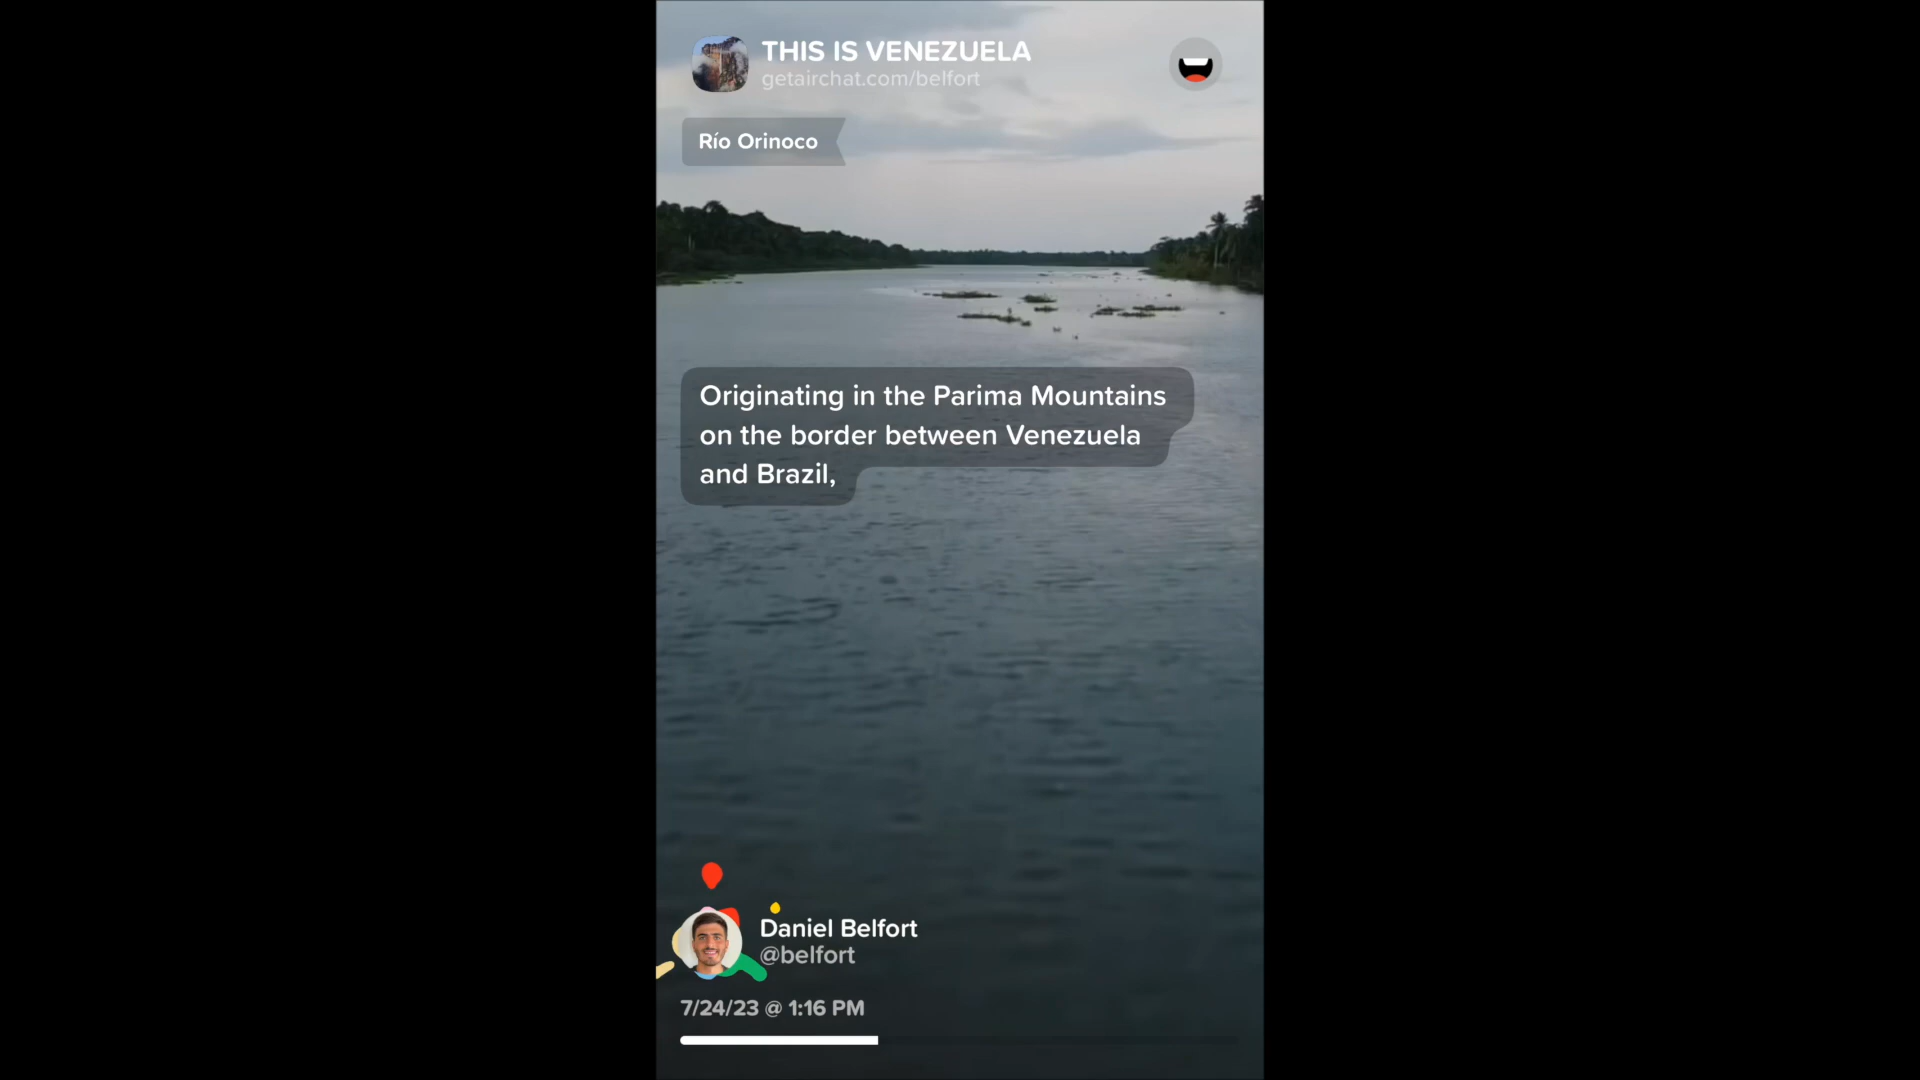 THIS IS VENEZUELA
getairchat.com/belfort
Río Orinoco
Originating in the Parima Mountains
on the border between Venezuela
and Brazil,
Daniel Belfort
@belfort
7/24/23 @ 1:16 PM